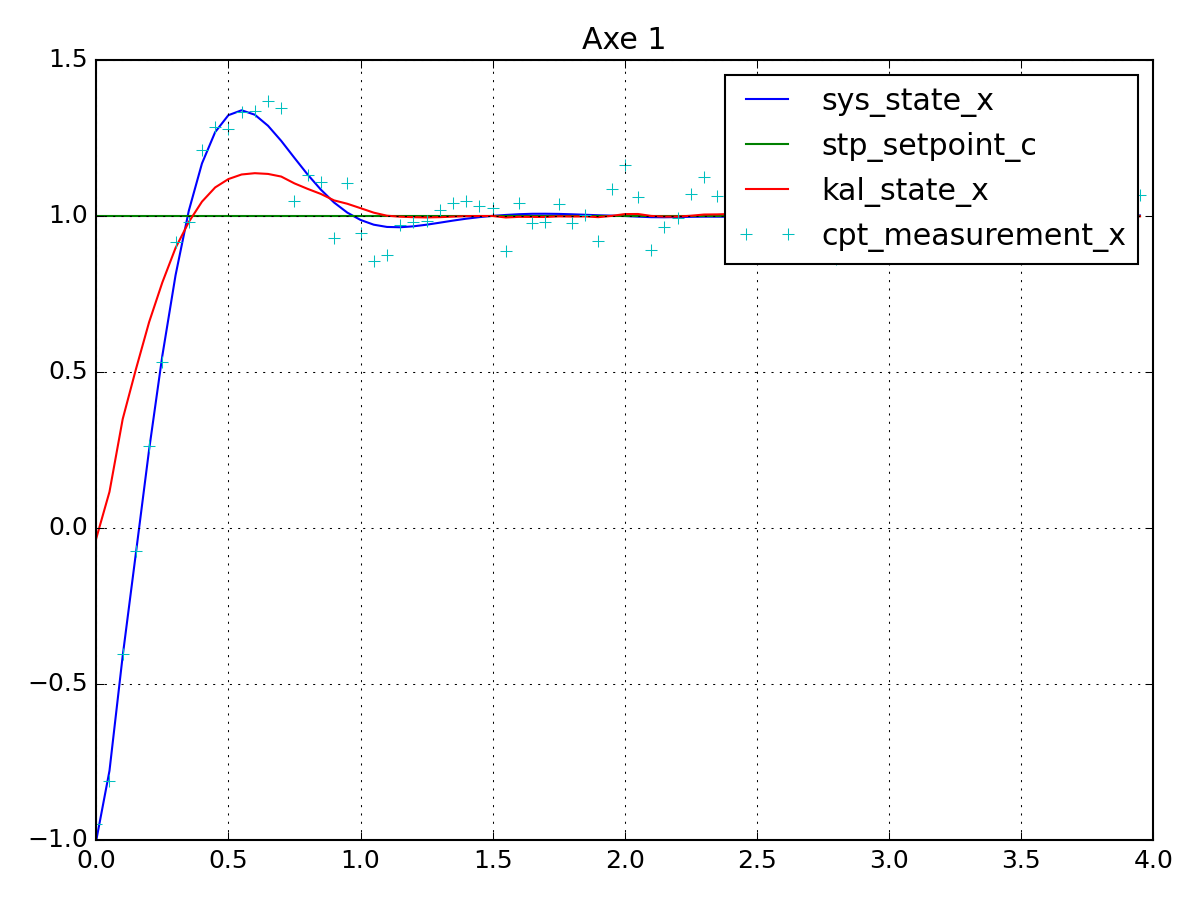 Axe 1
1.5
1.0
0.5
0.0
−0.5
−1.0
sys_state_x
stp_setpoint_c
kal_state_x
cpt_measurement_x
0.0 0.5 1.0 1.5 2.0 2.5 3.0 3.5 4.0